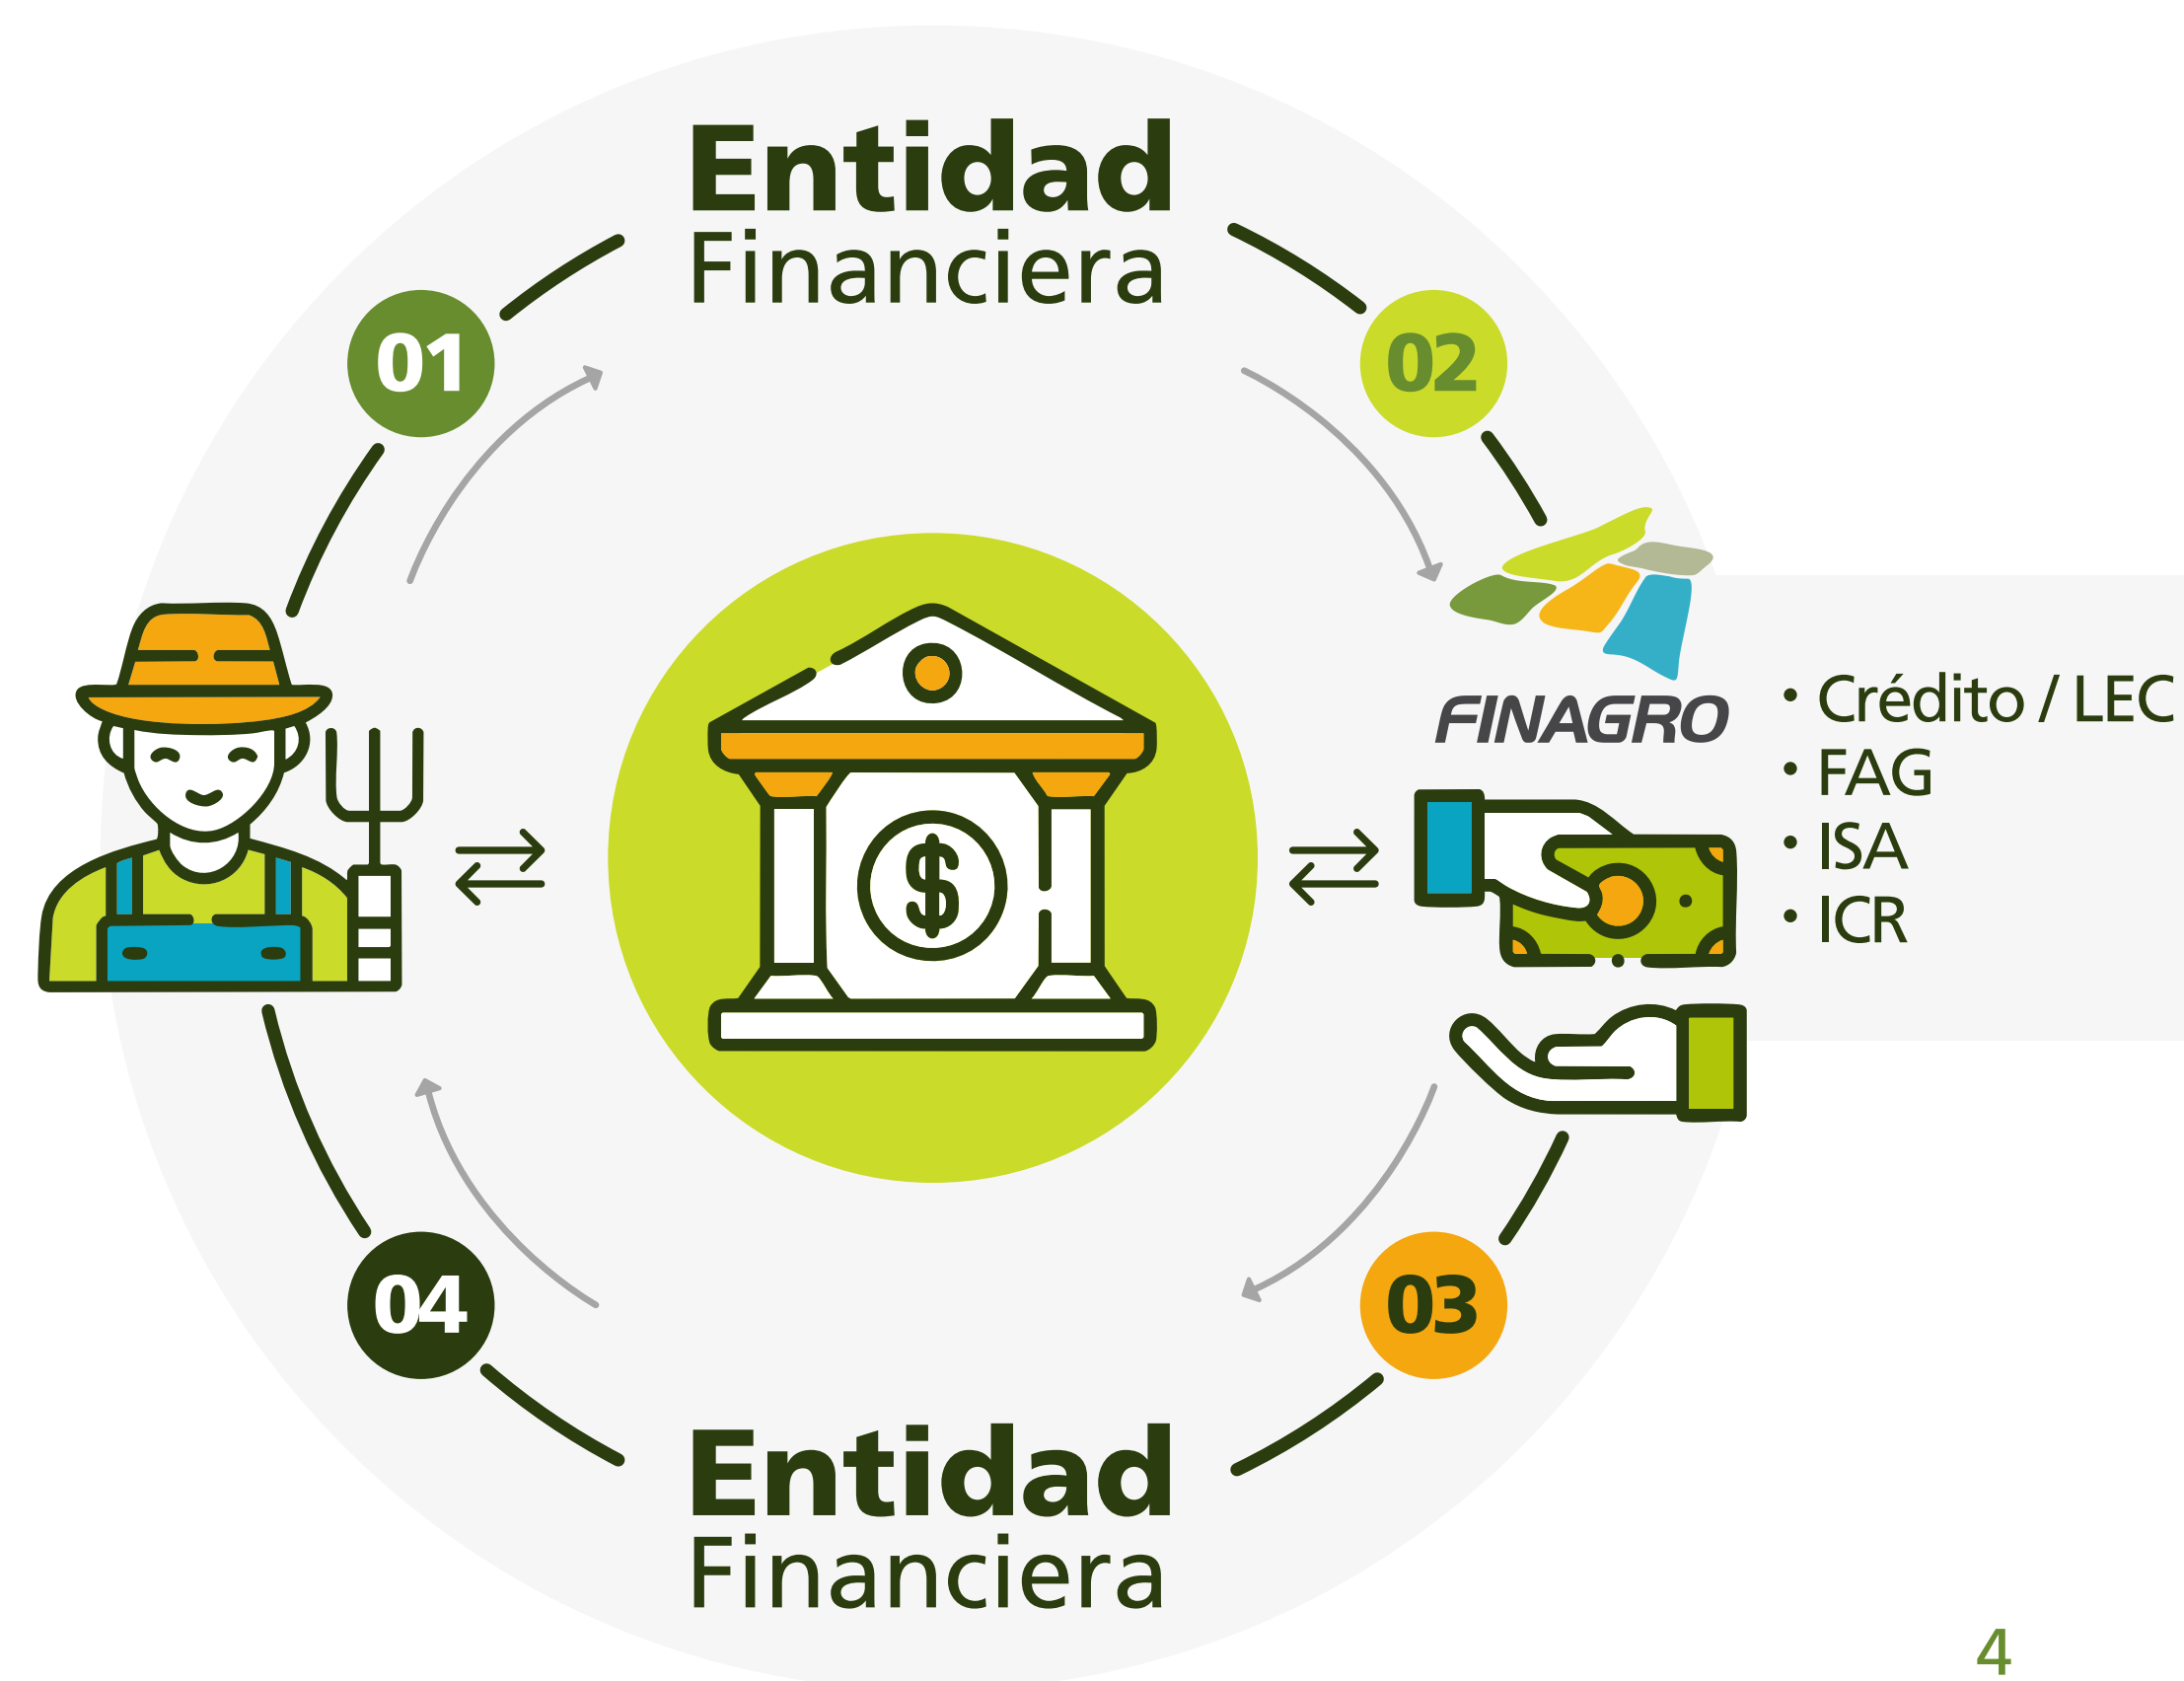 Entidad
Financiera
01
02
FINAGRO
• Crédito / LEC
• FAG
• ISA
• ICR
$
04
03
Entidad
Financiera
4